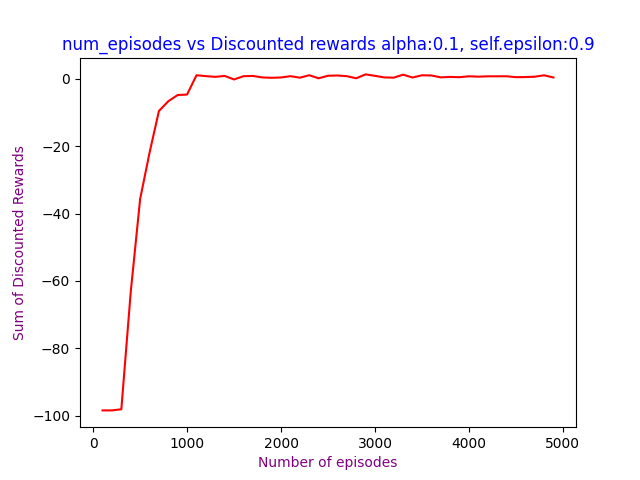 num_episodes vs Discounted rewards alpha:0.1, self.epsilon:0.9
0
−20
−40
−60
−80
−100
Sum of Discounted Rewards
0 1000 2000 3000 4000 5000
Number of episodes